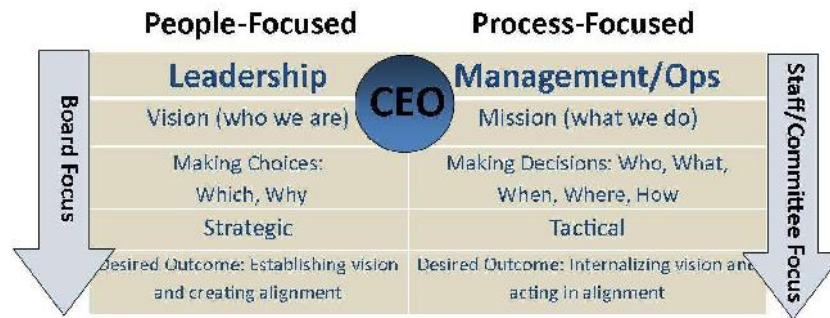 People-Focused Process-Focused
Leadership CEO Management/Ops
Vision (who we are) Mission (what we do)
Making Choices: Making Decisions: Who, What,
Which, Why When, Where, How
Strategic Tactical
Desired Outcome: Establishing vision Desired Outcome: Internalizing vision and
and creating alignment acting in alignment
Board Focus
Staff/Committee Focus